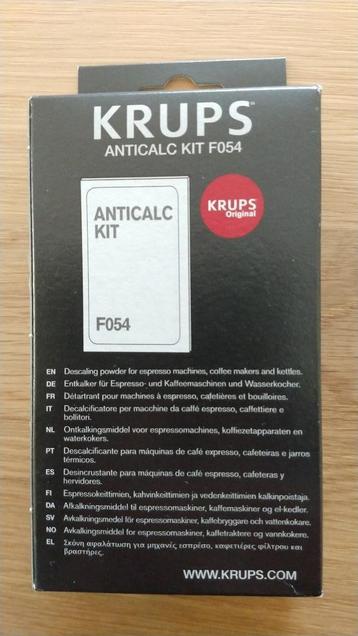 KRUPS
ANTICALC KIT F054
ANTICALC
KIT
F054
KRUPS
Original
EN Descaling powder for espresso machines, coffee makers and kettles.
DE Entkalker für Espresso- und Kaffeemaschinen und Wasserkocher.
FR Détartrant pour machines à espresso, cafetières et bouilloires.
IT Decalcificatore per macchine da caffé espresso, caffettiere e
bollitori.
NL Ontkalkingsmiddel voor espressomachines, koffiezetapparaten en
waterkokers.
PT Descalcificante para máquinas de café expresso, cafeteiras e jarros
térmicos.
ES Desincrustante para máquinas de café espresso, cafeteras y
hervidores.
FI Espressokeittimien, kahvinkeittimien ja vedenkeittimien kalkinpoistaja.
DA Afkalkningsmiddel til espressomaskiner, kaffemaskiner og el-kedler.
SV Avkalkningsmedel för espressomaskiner, kaffebryggare och vattenkokare.
NO Avkalkningsmiddel for espressomaskiner, kaffetraktere og vannkokere.
EL Σκόνη αφαλάτωση για μηχανές εσπρέσο, καφετιέρες φίλτρου και
βραστήρες.
WWW.KRUPS.COM